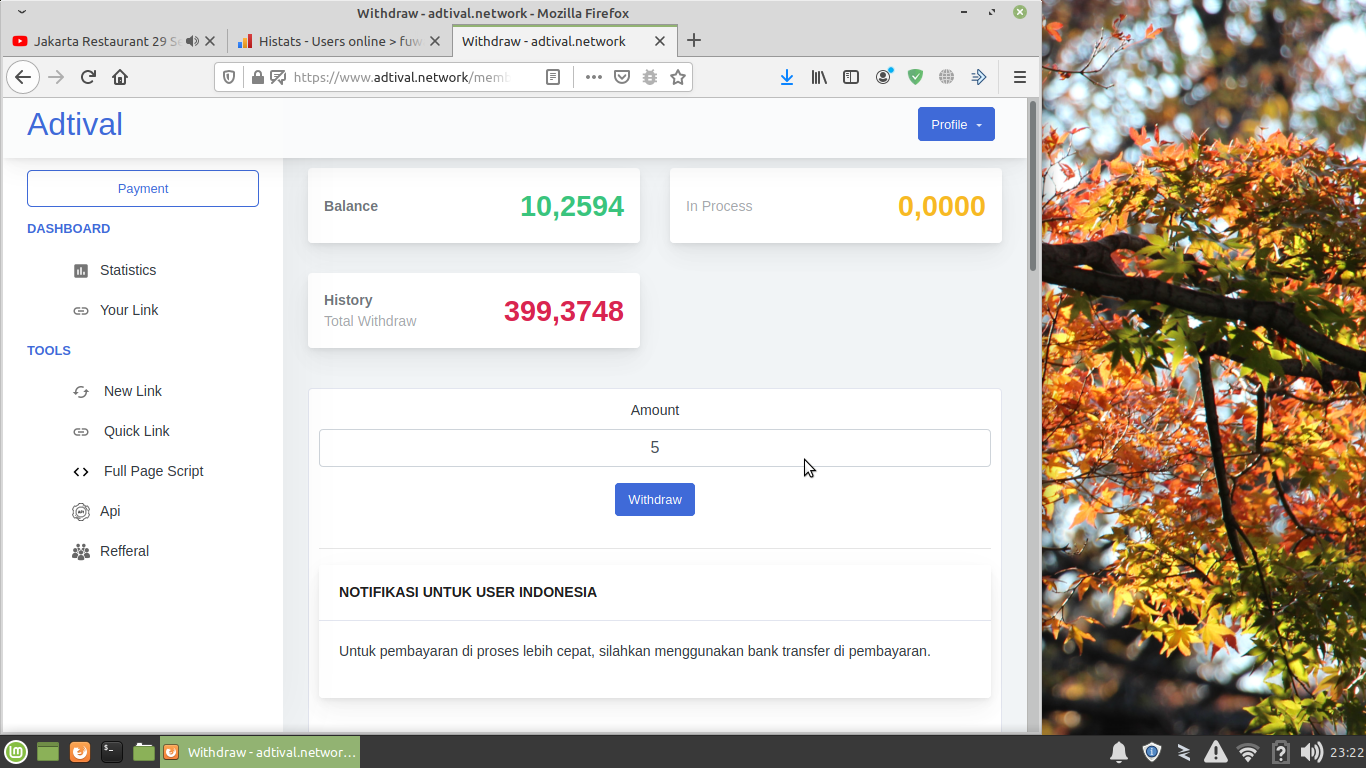 Withdraw - adtival.network - Mozilla Firefox
Jakarta Restaurant 29 S
Histats - Users online > fuw
Withdraw - adtival.network
https://www.adtival.network/memb
Adtival
Profile
Payment
DASHBOARD
Statistics
Your Link
TOOLS
New Link
Quick Link
Full Page Script
Api
Refferal
Balance
10,2594
In Process
0,0000
History
Total Withdraw
399,3748
Amount
5
Withdraw
NOTIFIKASI UNTUK USER INDONESIA
Untuk pembayaran di proses lebih cepat, silahkan menggunakan bank transfer di pembayaran.
Withdraw - adtival.networ…
23:22